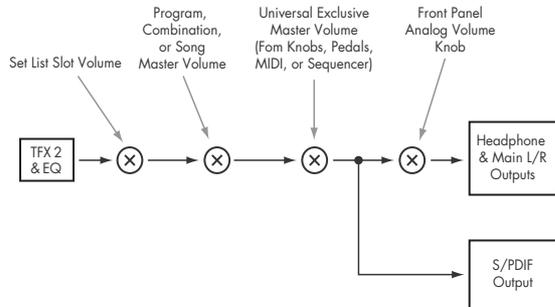 Set List Slot Volume
Program,
Combination,
or Song
Master Volume
Universal Exclusive
Master Volume
(Fom Knobs, Pedals,
MIDI, or Sequencer)
Front Panel
Analog Volume
Knob
TFX 2
& EQ
Headphone
& Main L/R
Outputs
S/PDIF
Output